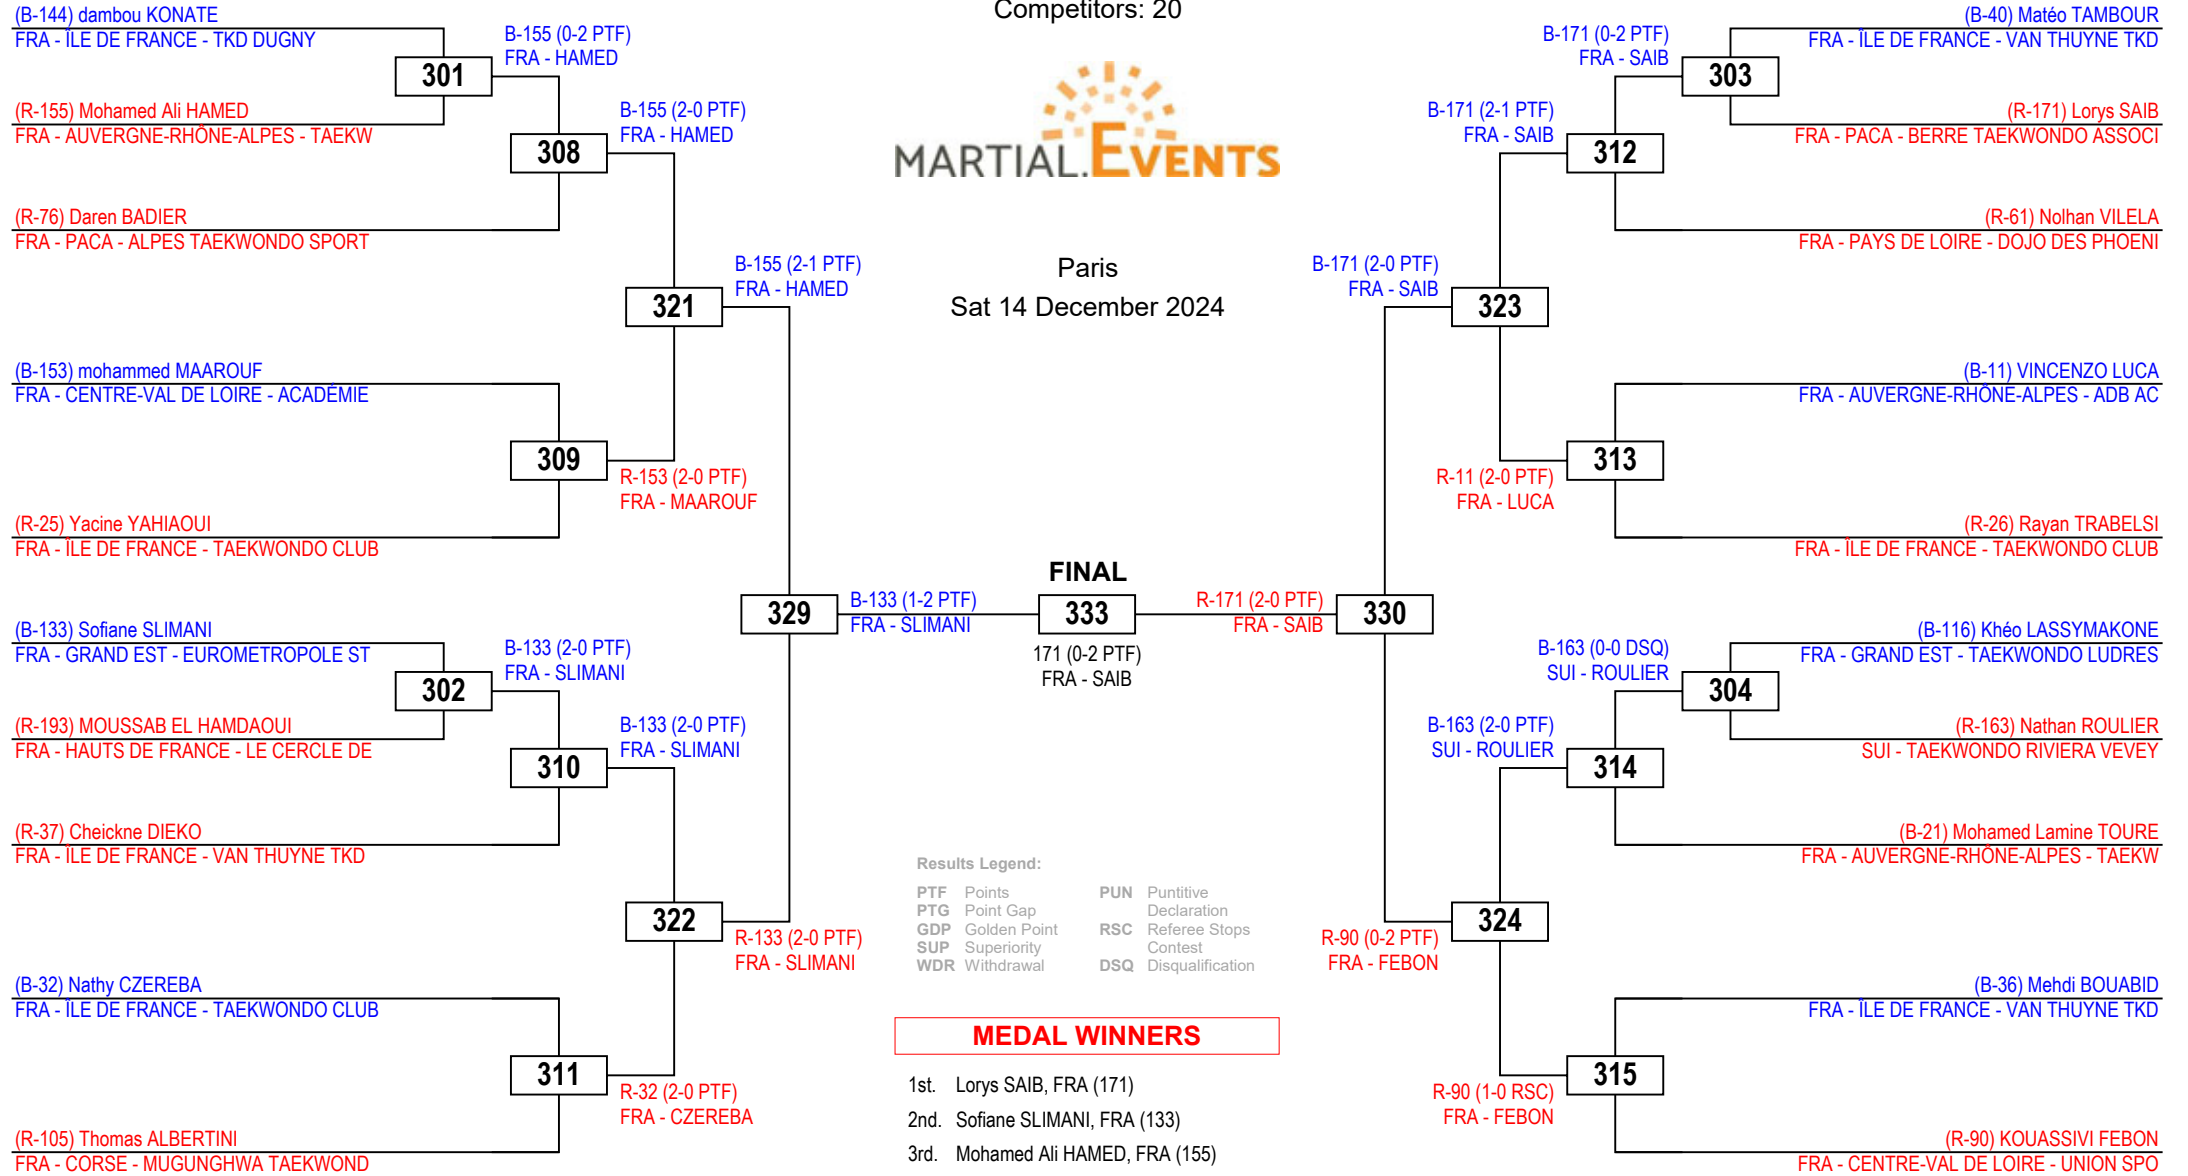 (B-144) dambou KONATE
FRA - ÎLE DE FRANCE - TKD DUGNY
301
B-155 (0-2 PTF)
FRA - HAMED
(R-155) Mohamed Ali HAMED
FRA - AUVERGNE-RHÔNE-ALPES - TAEKW
308
B-155 (2-0 PTF)
FRA - HAMED
(R-76) Daren BADIER
FRA - PACA - ALPES TAEKWONDO SPORT
321
B-155 (2-1 PTF)
FRA - HAMED
(B-153) mohammed MAAROUF
FRA - CENTRE-VAL DE LOIRE - ACADÉMIE
309
R-153 (2-0 PTF)
FRA - MAAROUF
(R-25) Yacine YAHIAOUI
FRA - ÎLE DE FRANCE - TAEKWONDO CLUB
329
B-133 (1-2 PTF)
FRA - SLIMANI
(B-133) Sofiane SLIMANI
FRA - GRAND EST - EUROMETROPOLE ST
302
B-133 (2-0 PTF)
FRA - SLIMANI
(R-193) MOUSSAB EL HAMDAOUI
FRA - HAUTS DE FRANCE - LE CERCLE DE
310
B-133 (2-0 PTF)
FRA - SLIMANI
(R-37) Cheickne DIEKO
FRA - ÎLE DE FRANCE - VAN THUYNE TKD
322
R-133 (2-0 PTF)
FRA - SLIMANI
(B-32) Nathy CZEREBA
FRA - ÎLE DE FRANCE - TAEKWONDO CLUB
311
R-32 (2-0 PTF)
FRA - CZEREBA
(R-105) Thomas ALBERTINI
FRA - CORSE - MUGUNGHWA TAEKWOND
Competitors: 20
MARTIAL.EVENTS
Paris
Sat 14 December 2024
FINAL
333
171 (0-2 PTF)
FRA - SAIB
Results Legend:
PTF Points
PTG Point Gap
GDP Golden Point
SUP Superiority
WDR Withdrawal
PUN Puntitive
Declaration
RSC Referee Stops
Contest
DSQ Disqualification
MEDAL WINNERS
1st. Lorys SAIB, FRA (171)
2nd. Sofiane SLIMANI, FRA (133)
3rd. Mohamed Ali HAMED, FRA (155)
(B-40) Matéo TAMBOUR
FRA - ÎLE DE FRANCE - VAN THUYNE TKD
303
B-171 (0-2 PTF)
FRA - SAIB
(R-171) Lorys SAIB
FRA - PACA - BERRE TAEKWONDO ASSOCI
312
B-171 (2-1 PTF)
FRA - SAIB
(R-61) Nolhan VILELA
FRA - PAYS DE LOIRE - DOJO DES PHOENI
323
B-171 (2-0 PTF)
FRA - SAIB
(B-11) VINCENZO LUCA
FRA - AUVERGNE-RHÔNE-ALPES - ADB AC
313
R-11 (2-0 PTF)
FRA - LUCA
(R-26) Rayan TRABELSI
FRA - ÎLE DE FRANCE - TAEKWONDO CLUB
330
R-171 (2-0 PTF)
FRA - SAIB
(B-116) Khéo LASSYMAKONE
FRA - GRAND EST - TAEKWONDO LUDRES
304
B-163 (0-0 DSQ)
SUI - ROULIER
(R-163) Nathan ROULIER
SUI - TAEKWONDO RIVIERA VEVEY
314
B-163 (2-0 PTF)
SUI - ROULIER
(B-21) Mohamed Lamine TOURE
FRA - AUVERGNE-RHÔNE-ALPES - TAEKW
324
R-90 (0-2 PTF)
FRA - FEBON
(B-36) Mehdi BOUABID
FRA - ÎLE DE FRANCE - VAN THUYNE TKD
315
R-90 (1-0 RSC)
FRA - FEBON
(R-90) KOUASSIVI FEBON
FRA - CENTRE-VAL DE LOIRE - UNION SPO